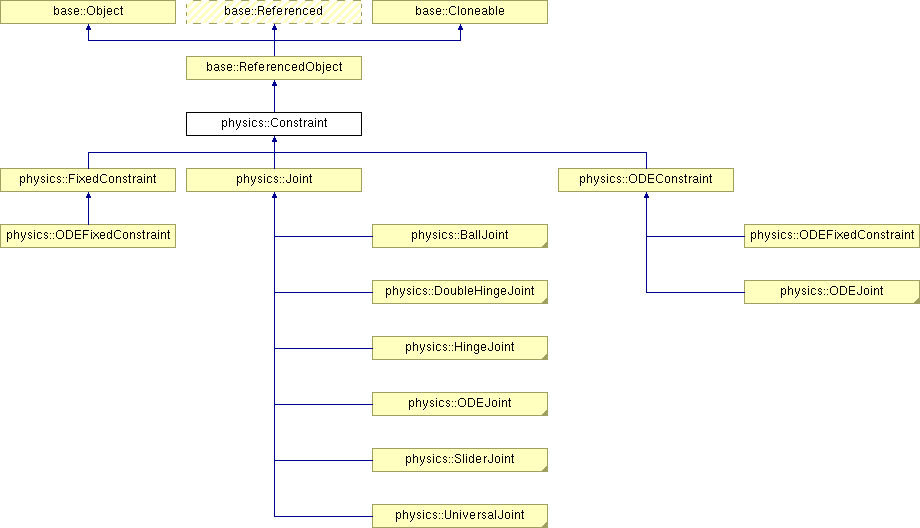 base::Object
base::Referenced
base::Cloneable
base::ReferencedObject
physics::Constraint
physics::FixedConstraint
physics::Joint
physics::ODEConstraint
physics::ODEFixedConstraint
physics::BallJoint
physics::ODEFixedConstraint
physics::DoubleHingeJoint
physics::ODEJoint
physics::HingeJoint
physics::ODEJoint
physics::SliderJoint
physics::UniversalJoint